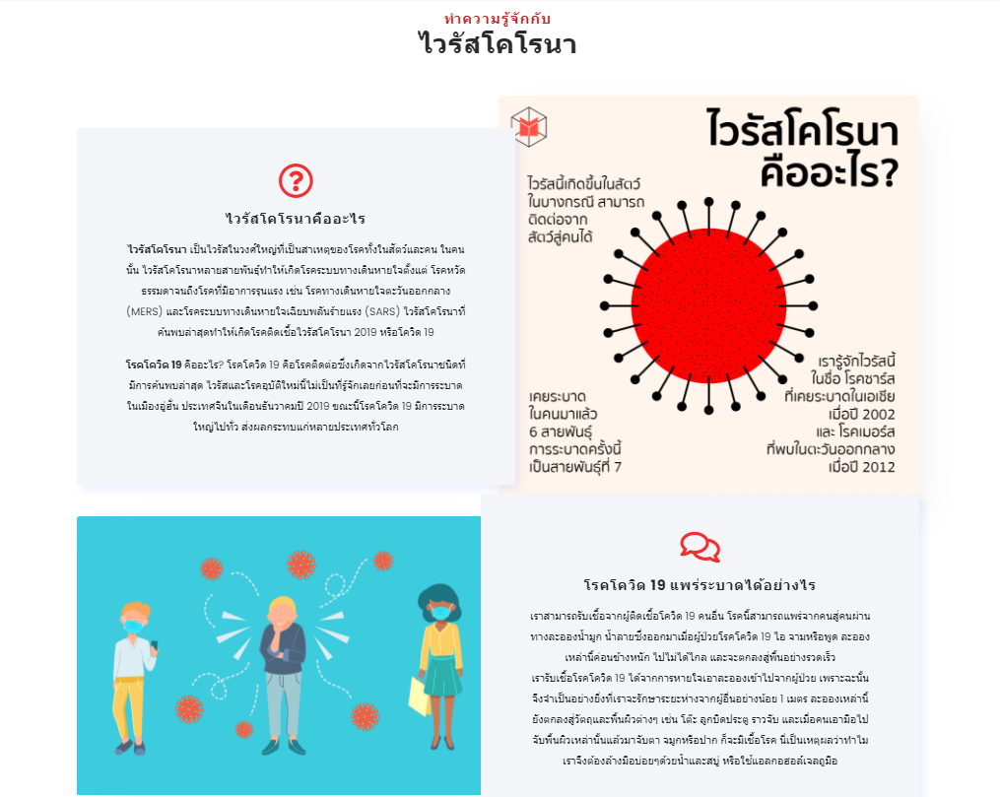 ทำความรู้จักกับ
ไวรัสโคโรนา
ไวรัสโคโรนาคืออะไร
ไวรัสโคโรนา เป็นไวรัสในวงศ์ใหญ่ที่เป็นสาเหตุของโรคทั้งในสัตว์และคน ในคน
นั้น ไวรัสโคโรนาหลายสายพันธุ์ทำให้เกิดโรคระบบทางเดินหายใจตั้งแต่ โรคหวัด
ธรรมดาจนถึงโรคที่มีอาการรุนแรง เช่น โรคทางเดินหายใจตะวันออกกลาง
(MERS) และโรคระบบทางเดินหายใจเฉียบพลันร้ายแรง (SARS) ไวรัสโคโรนาที่
ค้นพบล่าสุดทำให้เกิดโรคติดเชื้อไวรัสโคโรนา 2019 หรือโควิด 19
โรคโควิด 19 คืออะไร? โรคโควิด 19 คือโรคติดต่อซึ่งเกิดจากไวรัสโคโรนาชนิดที่
มีการค้นพบล่าสุด ไวรัสและโรคอุบัติใหม่นี้ไม่เป็นที่รู้จักเลยก่อนที่จะมีการระบาด
ในเมืองอู่ฮั่น ประเทศจีนในเดือนธันวาคมปี 2019 ขณะนี้โรคโควิด 19 มีการระบาด
ใหญ่ไปทั่ว ส่งผลกระทบแก่หลายประเทศทั่วโลก
ไวรัสโคโรนา
คืออะไร?
ไวรัสนี้เกิดขึ้นในสัตว์
ในบางกรณี สามารถ
ติดต่อจาก
สัตว์สู่คนได้
เคยระบาด
ในคนมาแล้ว
6 สายพันธุ์
การระบาดครั้งนี้
เป็นสายพันธุ์ที่ 7
เรารู้จักไวรัสนี้
ในชื่อ โรคซาร์ส
ที่เคยระบาดในเอเชีย
เมื่อปี 2002
และ โรคเมอร์ส
ที่พบในตะวันออกกลาง
เมื่อปี 2012
โรคโควิด 19 แพร่ระบาดได้อย่างไร
เราสามารถรับเชื้อจากผู้ติดเชื้อโควิด 19 คนอื่น โรคนี้สามารถแพร่จากคนสู่คนผ่าน
ทางละอองน้ำมูก น้ำลายซึ่งออกมาเมื่อผู้ป่วยโรคโควิด 19 ไอ จามหรือพูด ละออง
เหล่านี้ค่อนข้างหนัก ไปไม่ได้ไกล และจะตกลงสู่พื้นอย่างรวดเร็ว
เรารับเชื้อโรคโควิด 19 ได้จากการหายใจเอาละอองเข้าไปจากผู้ป่วย เพราะฉะนั้น
จึงจำเป็นอย่างยิ่งที่เราจะรักษาระยะห่างจากผู้อื่นอย่างน้อย 1 เมตร ละอองเหล่านี้
ยังตกลงสู่วัตถุและพื้นผิวต่างๆ เช่น โต๊ะ ลูกบิดประตู ราวจับ และเมื่อคนเอามือไป
จับพื้นผิวเหล่านั้นแล้วมาจับตา จมูกหรือปาก ก็จะมีเชื้อโรค นี่เป็นเหตุผลว่าทำไม
เราจึงต้องล้างมือบ่อยๆด้วยน้ำและสบู่ หรือใช้แอลกอฮอล์เจลถูมือ